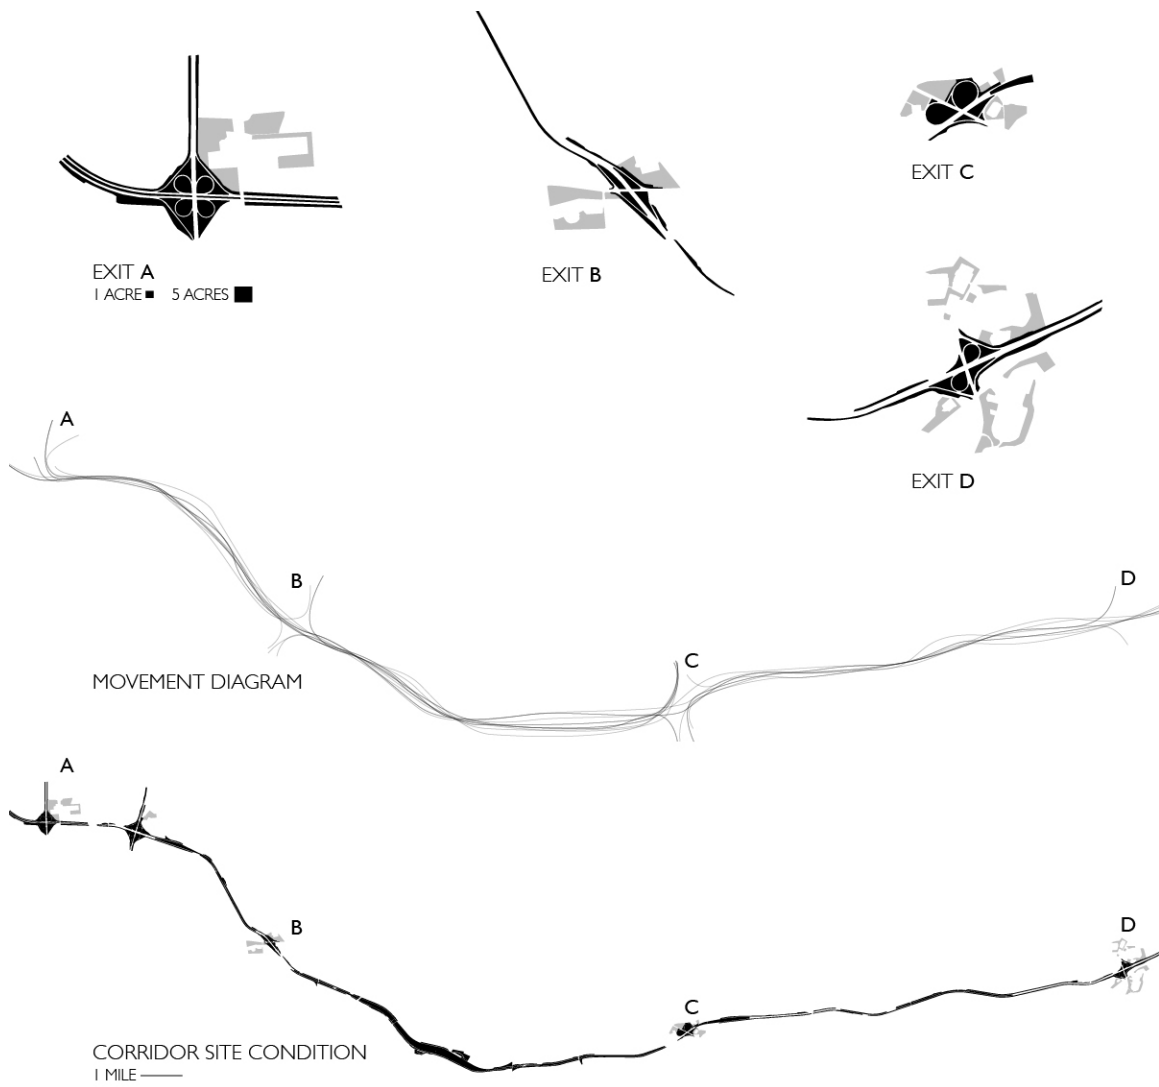 EXIT C
EXIT A
1 ACRE 5 ACRES
EXIT B
EXIT D
A
B
D
C
MOVEMENT DIAGRAM
A
B
D
C
CORRIDOR SITE CONDITION
1 MILE